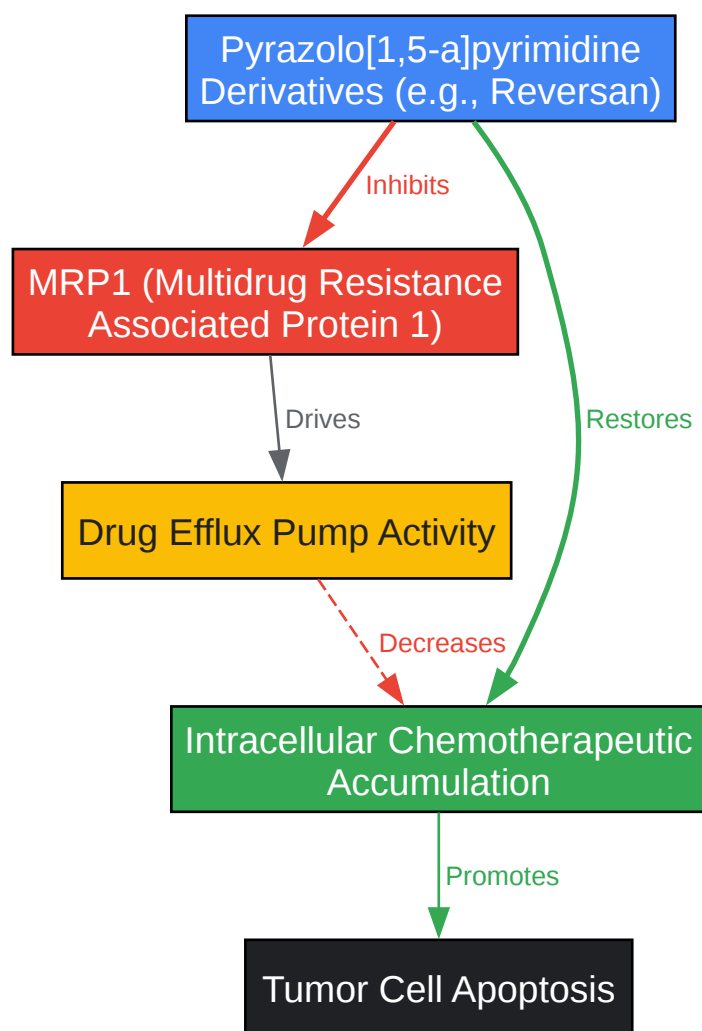 Pyrazolo[1,5-a]pyrimidine
Derivatives (e.g., Reversan)
Inhibits
MRP1 (Multidrug Resistance
Associated Protein 1)
Drives
Restores
Drug Efflux Pump Activity
Decreases
Intracellular Chemotherapeutic
Accumulation
Promotes
Tumor Cell Apoptosis